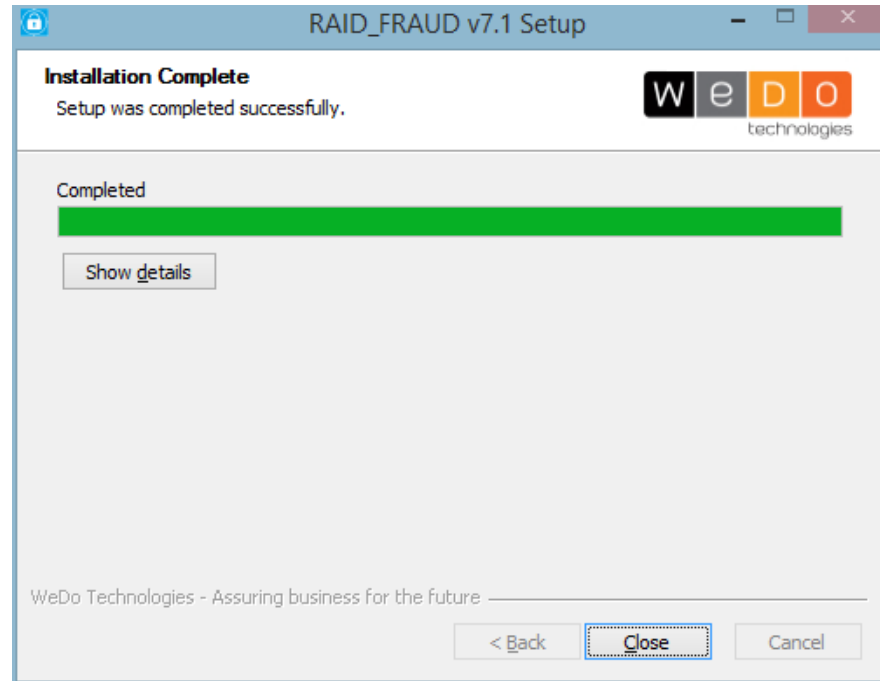 RAID_FRAUD v7.1 Setup
Installation Complete
Setup was completed successfully.
WeDO
technologies
Completed
Show details
WeDo Technologies - Assuring business for the future
< Back
Close
Cancel